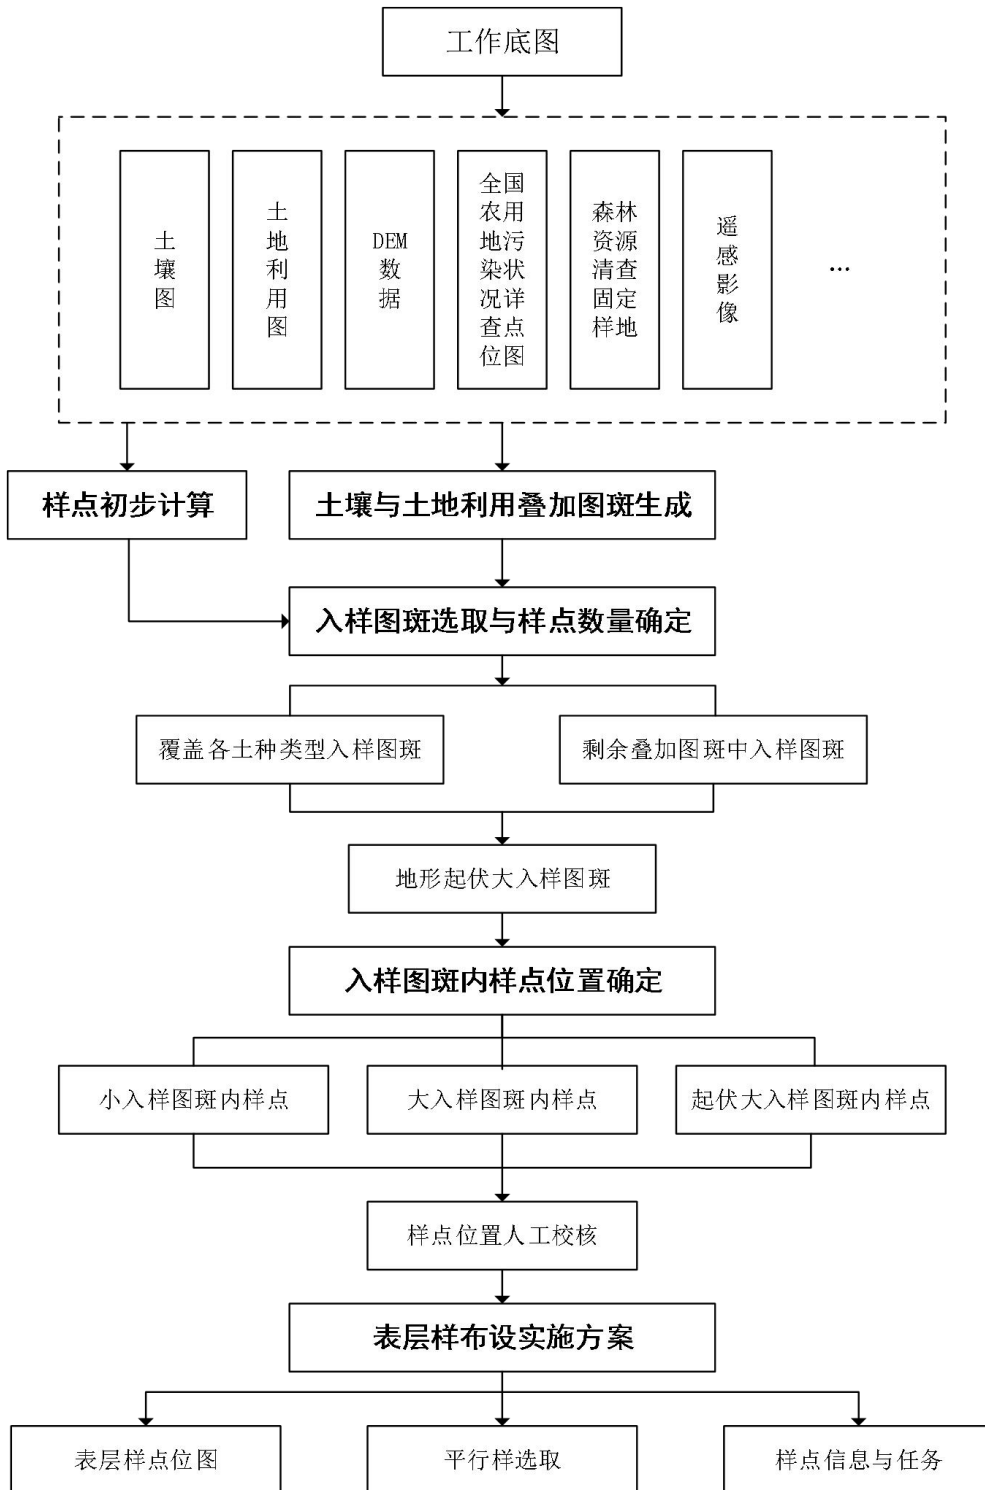 工作底图
土壤图
土地利用图
DEM
数据
全国
农用
地污
染状
况详
查点
位图
森林
资源
清查
固定
样地
遥感影像
…
样点初步计算
土壤与土地利用叠加图斑生成
入样图斑选取与样点数量确定
覆盖各土种类型入样图斑
剩余叠加图斑中入样图斑
地形起伏大入样图斑
入样图斑内样点位置确定
小入样图斑内样点
大入样图斑内样点
起伏大入样图斑内样点
样点位置人工校核
表层样布设实施方案
表层样点位图
平行样选取
样点信息与任务